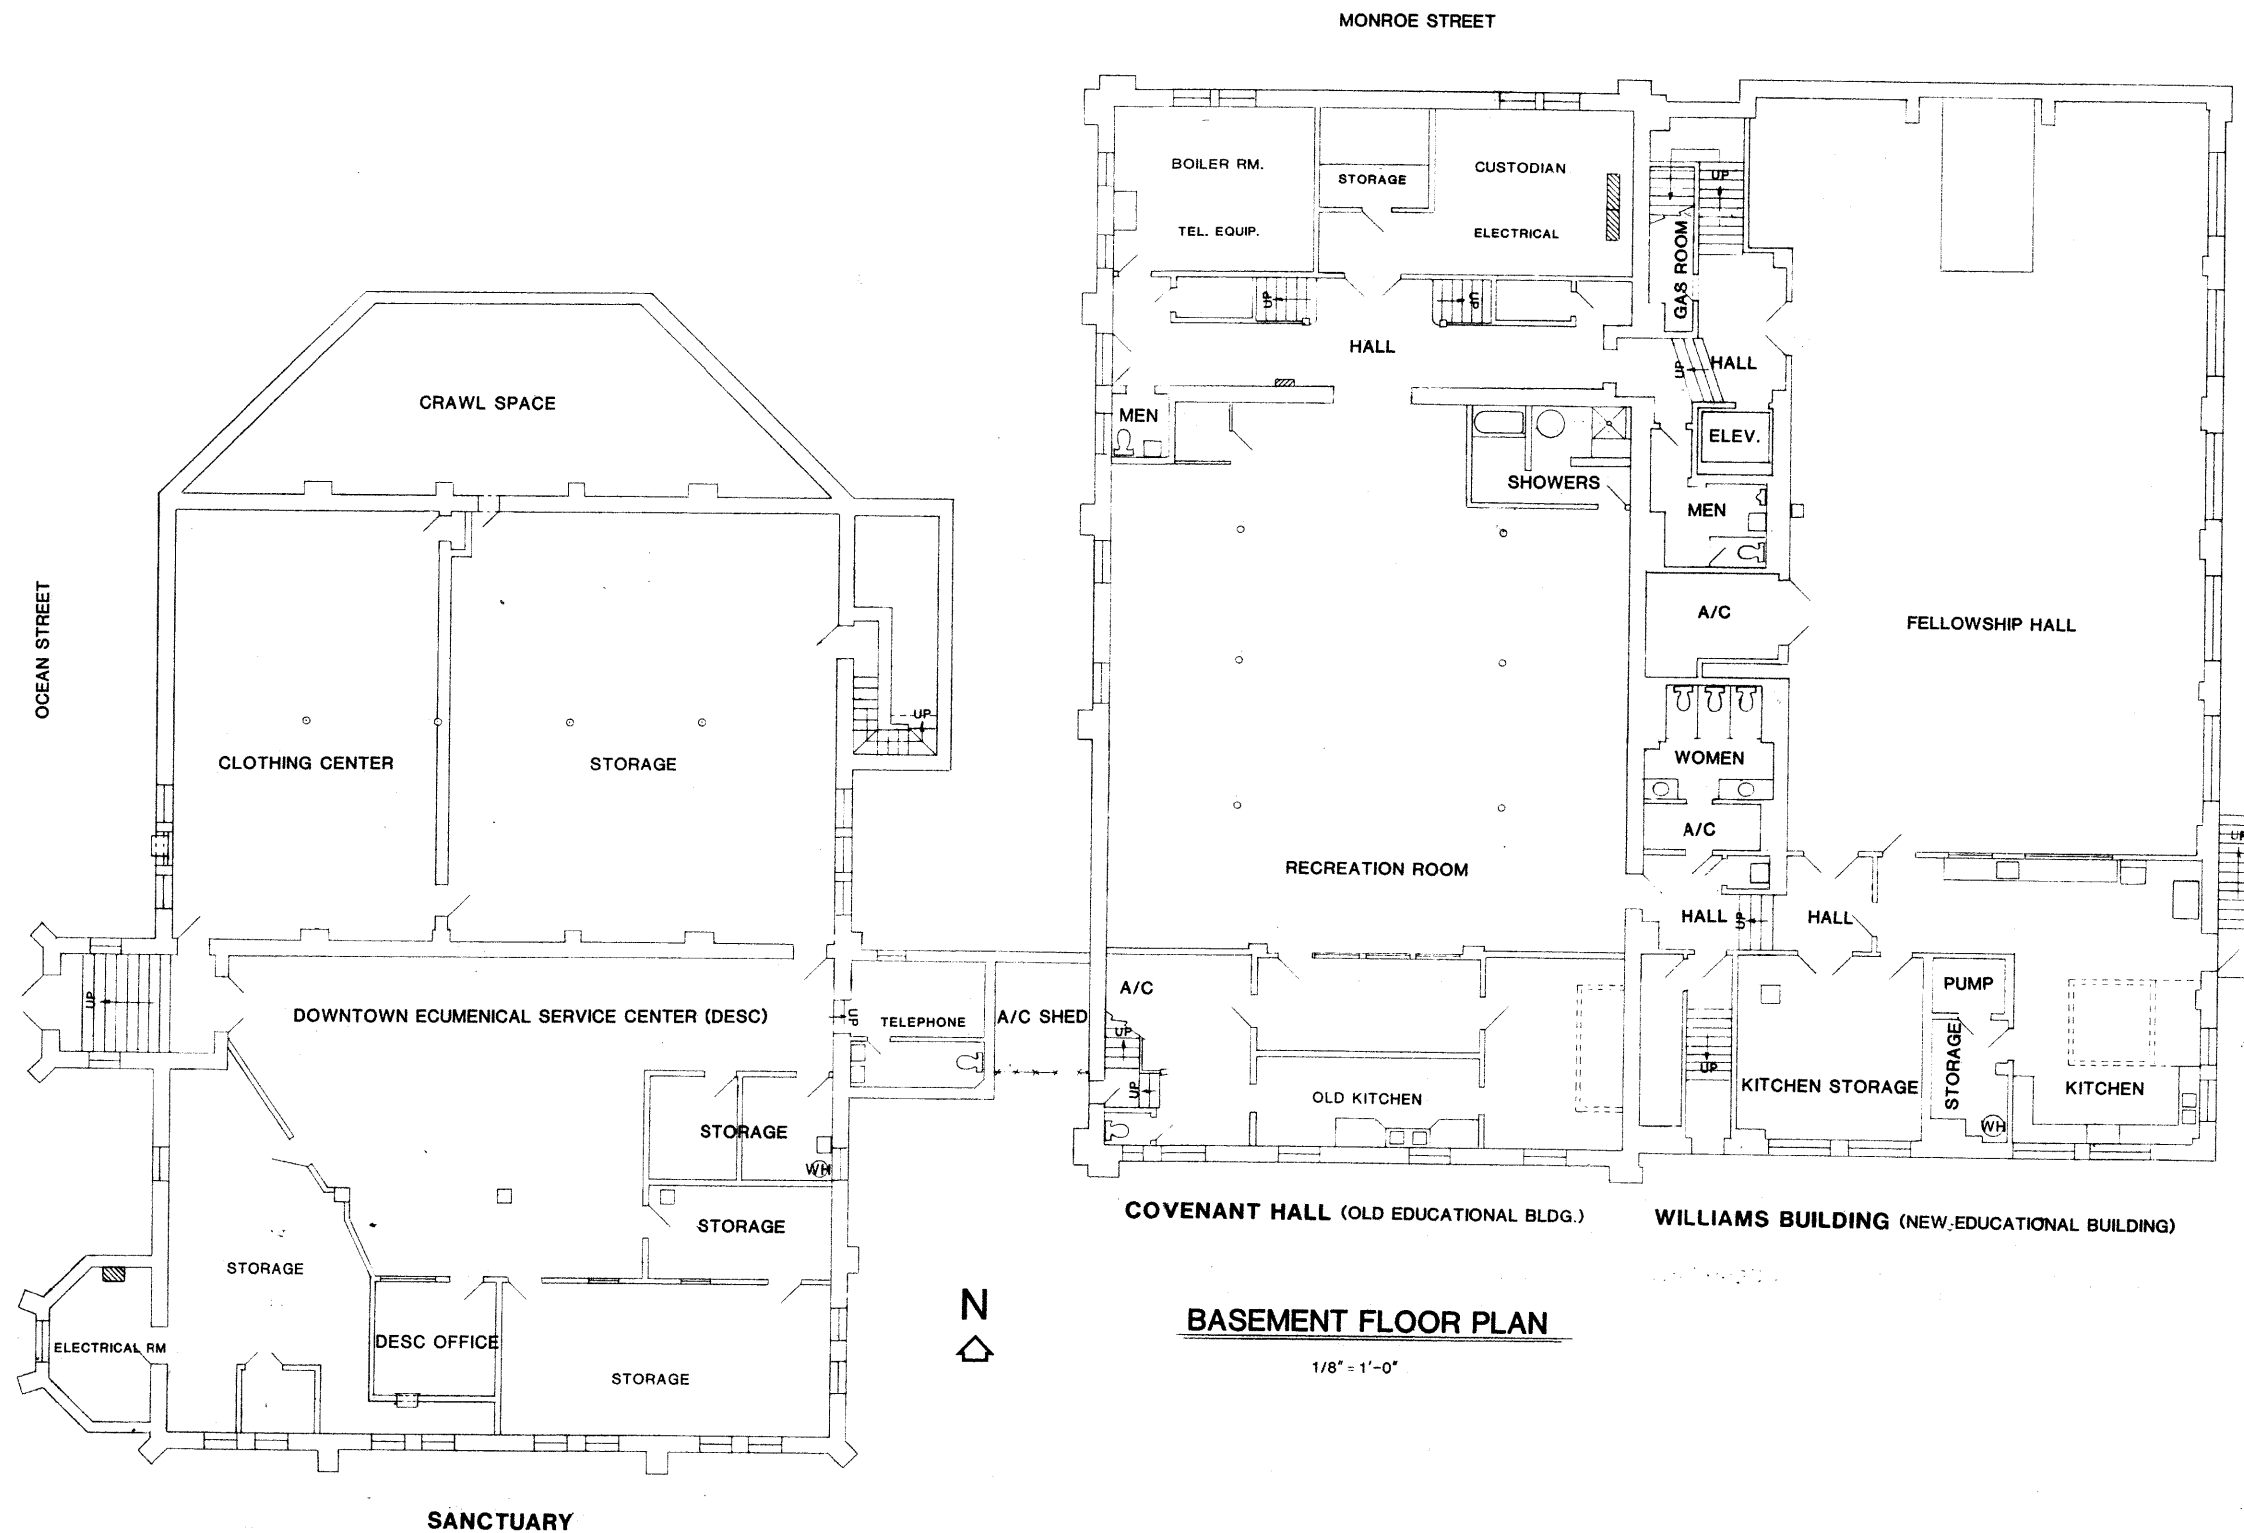 MONROE STREET
BOILER RM.
TEL. EQUIP.
STORAGE
CUSTODIAN
ELECTRICAL
UP
GAS ROOM
UP
UP
HALL
UP
HALL
CRAWL SPACE
MEN
ELEV.
SHOWERS
MEN
OCEAN STREET
A/C
FELLOWSHIP HALL
UP
CLOTHING CENTER
STORAGE
WOMEN
A/C
UP
RECREATION ROOM
HALL
UP
HALL
UP
DOWNTOWN ECUMENICAL SERVICE CENTER (DESC)
UP
TELEPHONE
A/C SHED
A/C
UP
UP
PUMP
STORAGE
UP
KITCHEN STORAGE
KITCHEN
OLD KITCHEN
WH
STORAGE
WH
STORAGE
COVENANT HALL (OLD EDUCATIONAL BLDG.)
WILLIAMS BUILDING (NEW EDUCATIONAL BUILDING)
STORAGE
ELECTRICAL RM
DESC OFFICE
STORAGE
N
BASEMENT FLOOR PLAN
1/8" = 1'-0"
SANCTUARY